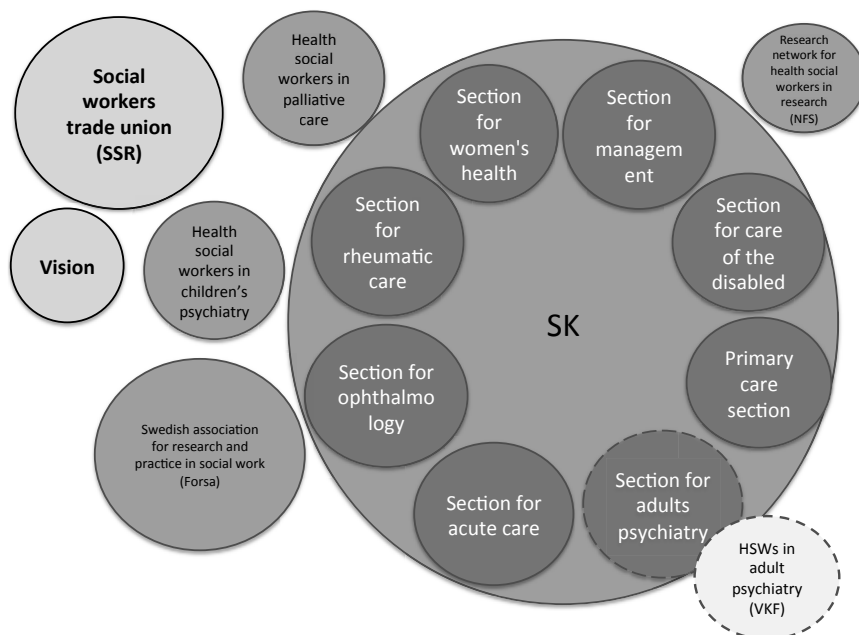 Social
workers
trade union
(SSR)
Health
social
workers in
palliative
care
Research
network for
health social
workers in
research
(NFS)
Section
for
women's
health
Section
for
managem
ent
Section
for
rheumatic
care
Section
for care
of the
disabled
Vision
Health
social
workers in
children's
psychiatry
SK
Section for
ophthalmo
logy
Primary
care
section
Swedish association
for research and
practice in social work
(Forsa)
Section for
acute care
Section for
adults
psychiatry
HSWs in
adult
psychiatry
(VKF)